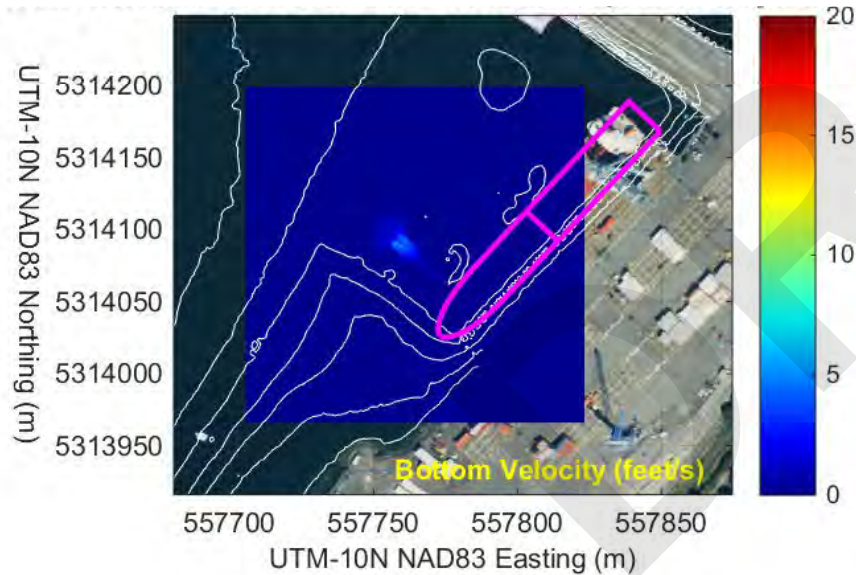 UTM-10N NAD83 Northing (m)
5314200
5314150
5314100
5314050
5314000
5313950
Bottom Velocity (feet/s)
557700 557750 557800 557850
UTM-10N NAD83 Easting (m)
20
15
10
5
0